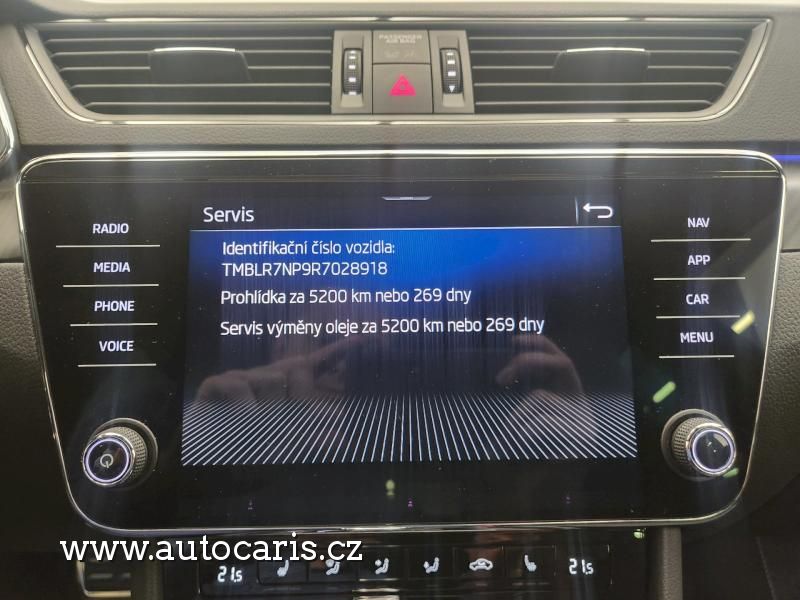 PASSENGER
AIR BAG
Servis
RADIO
NAV
Identifikační číslo vozidla:
TMBLR7NP9R7028918
MEDIA
APP
Prohlídka za 5200 km nebo 269 dny
PHONE
CAR
Servis výměny oleje za 5200 km nebo 269 dny
VOICE
MENU
www.autocaris.cz
21.5
21.5